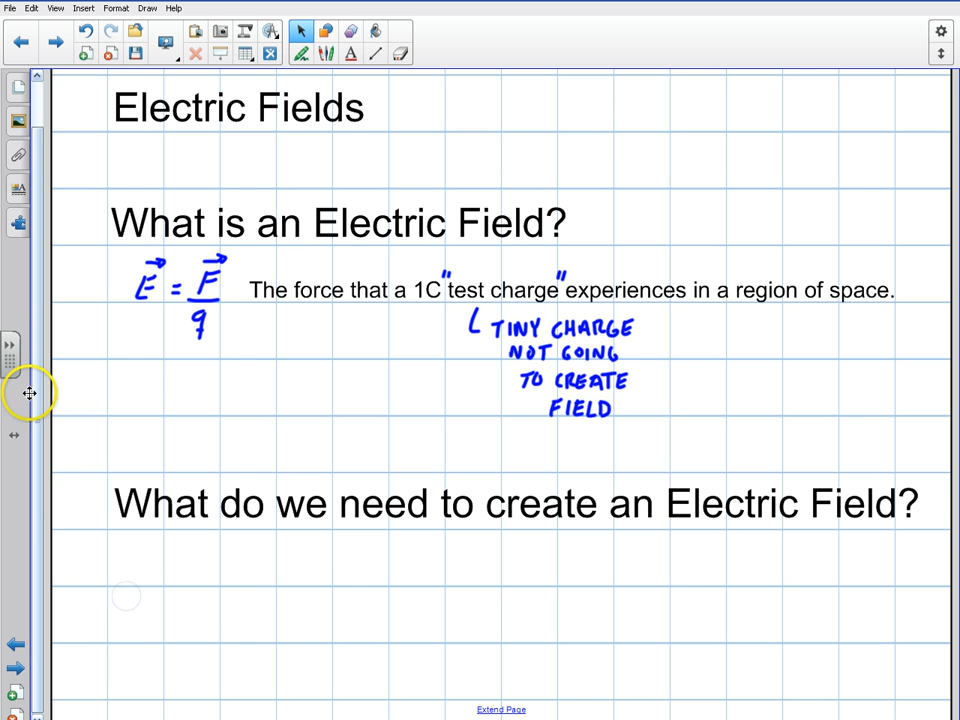 File Edit View Insert Format Draw Help
Electric Fields
What is an Electric Field?
E = F/q The force that a 1C "test charge" experiences in a region of space.
TINY CHARGE
NOT GOING
TO CREATE
FIELD
What do we need to create an Electric Field?
Extend Page